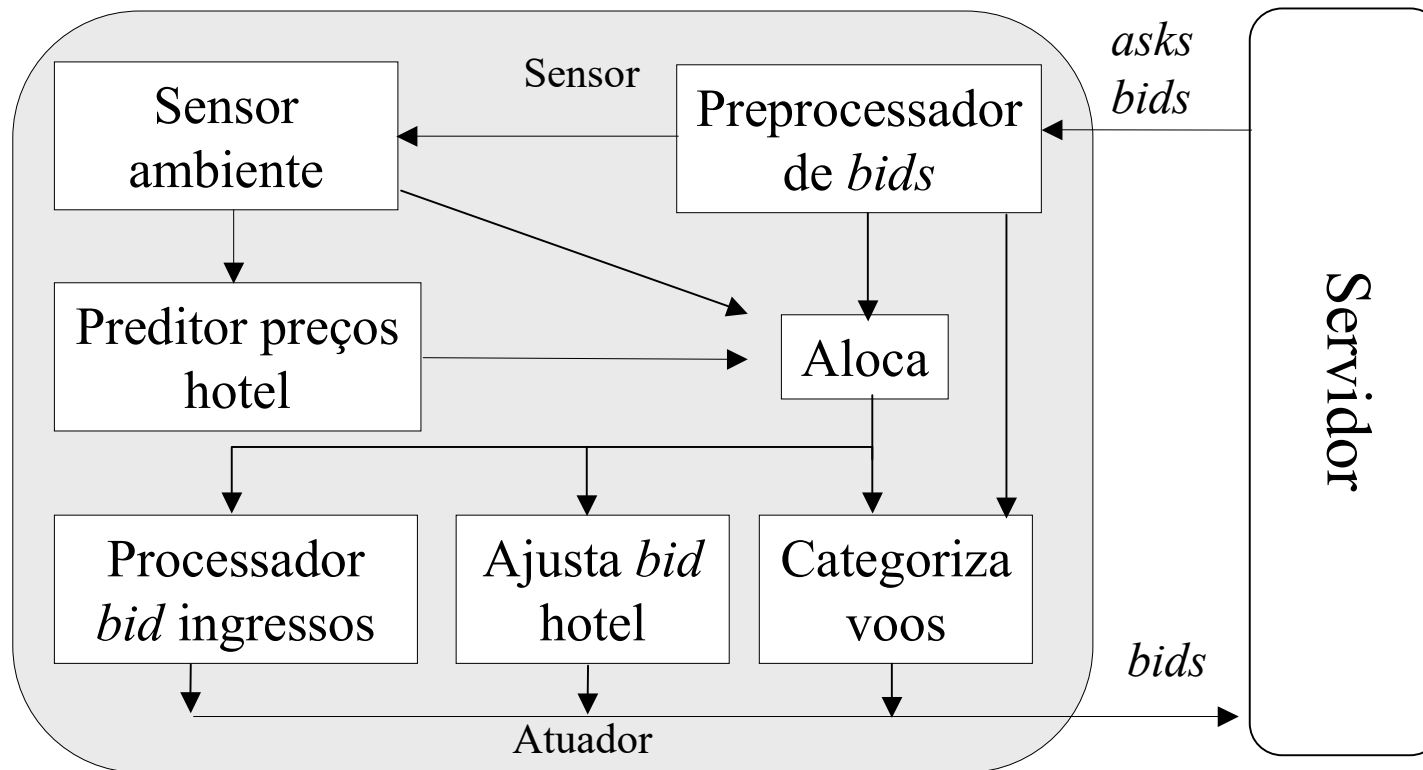 Sensor
ambiente
Sensor
Preprocessador
de bids
asks
bids
Preditor preços
hotel
Aloca
Servidor
Processador
bid ingressos
Ajusta bid
hotel
Categoriza
voos
bids
Atuador